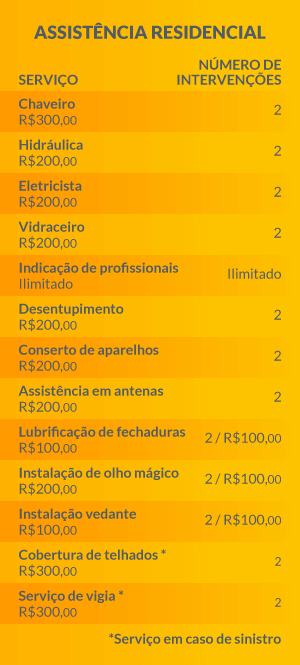 ASSISTÊNCIA RESIDENCIAL
SERVIÇO
NÚMERO DE
INTERVENÇÕES
Chaveiro
R$300,00
2
Hidráulica
R$200,00
2
Eletricista
R$200,00
2
Vidraceiro
R$200,00
2
Indicação de profissionais
Ilimitado
Ilimitado
Desentupimento
R$200,00
2
Conserto de aparelhos
R$200,00
2
Assistência em antenas
R$200,00
2
Lubrificação de fechaduras
R$100,00
2 / R$100,00
Instalação de olho mágico
R$200,00
2 / R$100,00
Instalação vedante
R$100,00
2 / R$100,00
Cobertura de telhados *
R$300,00
2
Serviço de vigia *
R$300,00
2
*Serviço em caso de sinistro